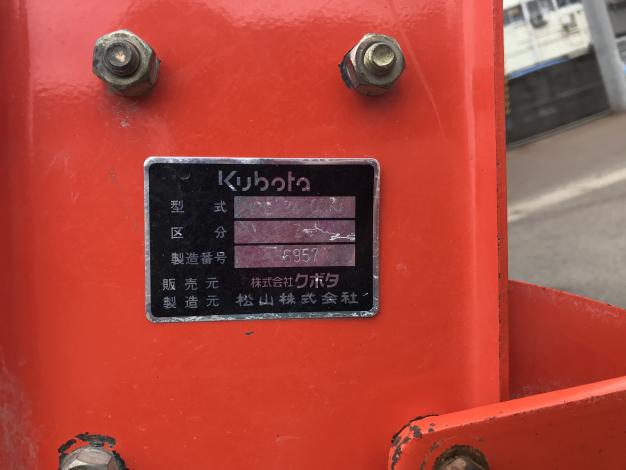 Kubota
型式
区分
製造番号 6957
販売元 株式会社クボタ
製造元 松山株式会社